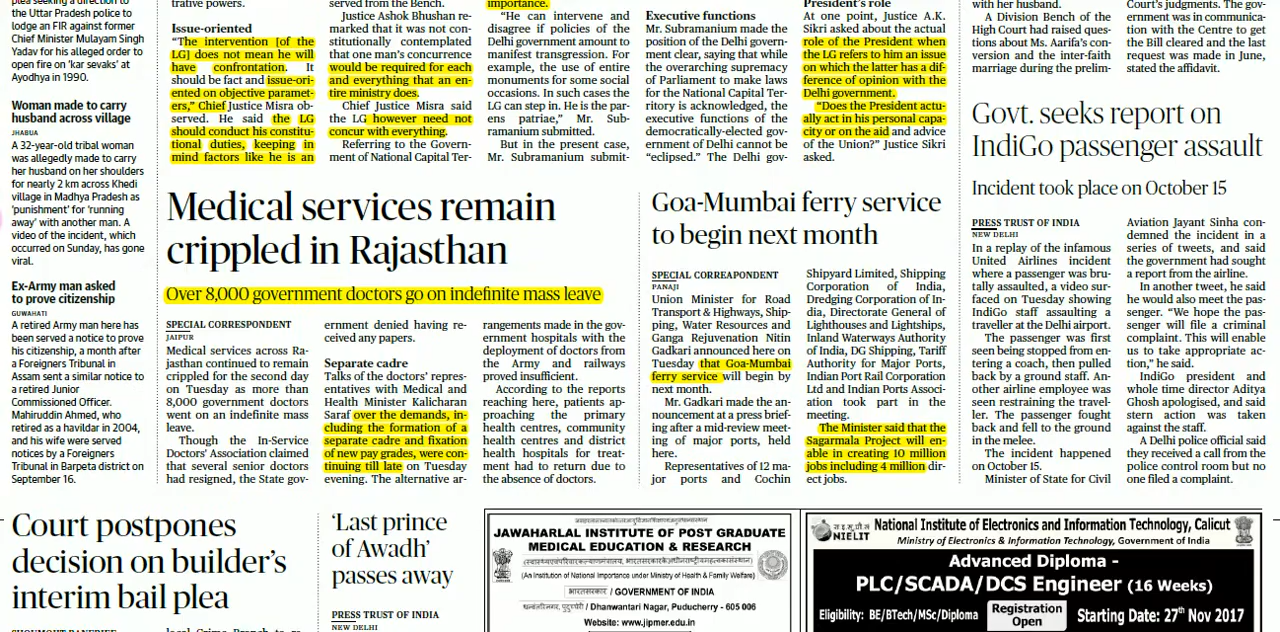 plea seeking a direction to
the Uttar Pradesh police to
lodge an FIR against former
Chief Minister Mulayam Singh
Yadav for his alleged order to
open fire on 'kar sevaks' at
Ayodhya in 1990.
Woman made to carry
husband across village
JHABUA
A 32-year-old tribal woman
was allegedly made to carry
her husband on her shoulders
for nearly 2 km across Khedi
village in Madhya Pradesh as
'punishment' for 'running
away' with another man. A
video of the incident, which
occurred on Sunday, has gone
viral.
Ex-Army man asked
to prove citizenship
GUWAHATI
A retired Army man here has
been served a notice to prove
his citizenship, a month after
a Foreigners Tribunal in
Assam sent a similar notice to
a retired Junior
Commissioned Officer.
Mahiruddin Ahmed, who
retired as a havildar in 2004,
and his wife were served
notices by a Foreigners
Tribunal in Barpeta district on
September 16.
trative powers.
Issue-oriented
"The intervention [of the
LG] does not mean he will
have confrontation. It
should be fact and issue-ori-
ented on objective paramet-
ers," Chief Justice Misra ob-
served. He said the LG
should conduct his constitu-
tional duties, keeping in
mind factors like he is an
served from the Bench.
Justice Ashok Bhushan re-
marked that it was not con-
stitutionally contemplated
that one man's concurrence
would be required for each
and everything that an en-
tire ministry does.
Chief Justice Misra said
the LG however need not
concur with everything.
Referring to the Govern-
ment of National Capital Ter-
importance.
"He can intervene and
disagree if policies of the
Delhi government amount to
manifest transgression. For
example, the use of entire
monuments for some social
occasions. In such cases the
LG can step in. He is the par-
ens patriae," Mr. Sub-
ramanium submitted.
But in the present case,
Mr. Subramanium submit-
Executive functions
Mr. Subramanium made the
position of the Delhi govern-
ment clear, saying that while
the overarching supremacy
of Parliament to make laws
for the National Capital Ter-
ritory is acknowledged, the
executive functions of the
democratically-elected gov-
ernment of Delhi cannot be
"eclipsed." The Delhi gov-
President's role
At one point, Justice A.K.
Sikri asked about the actual
role of the President when
the LG refers to him an issue
on which the latter has a dif-
ference of opinion with the
Delhi government.
"Does the President actu-
ally act in his personal capa-
city or on the aid and advice
of the Union?" Justice Sikri
asked.
with her husband.
A Division Bench of the
High Court had raised ques-
tions about Ms. Aarifa's con-
version and the inter-faith
marriage during the prelim-
Court's judgments. The gov-
ernment was in communica-
tion with the Centre to get
the Bill cleared and the last
request was made in June,
stated the affidavit.
Medical services remain
crippled in Rajasthan
Over 8,000 government doctors go on indefinite mass leave
SPECIAL CORRESPONDENT
JAIPUR
Medical services across Ra-
jasthan continued to remain
crippled for the second day
on Tuesday as more than
8,000 government doctors
went on an indefinite mass
leave.
Though the In-Service
Doctors' Association claimed
that several senior doctors
had resigned, the State gov-
ernment denied having re-
ceived any papers.
Separate cadre
Talks of the doctors' repres-
entatives with Medical and
Health Minister Kalicharan
Saraf over the demands, in-
cluding the formation of a
separate cadre and fixation
of new pay grades, were con-
tinuing till late on Tuesday
evening. The alternative ar-
rangements made in the gov-
ernment hospitals with the
deployment of doctors from
the Army and railways
proved insufficient.
According to the reports
reaching here, patients ap-
proaching the primary
health centres, community
health centres and district
health hospitals for treat-
ment had to return due to
the absence of doctors.
Goa-Mumbai ferry service
to begin next month
SPECIAL CORREAPONDENT
PANAJI
Union Minister for Road
Transport & Highways, Ship-
ping, Water Resources and
Ganga Rejuvenation Nitin
Gadkari announced here on
Tuesday that Goa-Mumbai
ferry service will begin by
next month.
Mr. Gadkari made the an-
nouncement at a press brief-
ing after a mid-review meet-
ing of major ports, held
here.
Representatives of 12 ma-
jor ports and Cochin
Shipyard Limited, Shipping
Corporation of India,
Dredging Corporation of In-
dia, Directorate General of
Lighthouses and Lightships,
Inland Waterways Authority
of India, DG Shipping, Tariff
Authority for Major Ports,
Indian Port Rail Corporation
Ltd and Indian Ports Associ-
ation took part in the
meeting.
The Minister said that the
Sagarmala Project will en-
able in creating 10 million
jobs including 4 million dir-
ect jobs.
Govt. seeks report on
IndiGo passenger assault
Incident took place on October 15
PRESS TRUST OF INDIA
NEW DELHI
In a replay of the infamous
United Airlines incident
where a passenger was bru-
tally assaulted, a video sur-
faced on Tuesday showing
IndiGo staff assaulting a
traveller at the Delhi airport.
The passenger was first
seen being stopped from en-
tering a coach, then pulled
back by a ground staff. An-
other airline employee was
seen restraining the travel-
ler. The passenger fought
back and fell to the ground
in the melee.
The incident happened
on October 15.
Minister of State for Civil
Aviation Jayant Sinha con-
demned the incident in a
series of tweets, and said
the government had sought
a report from the airline.
In another tweet, he said
he would also meet the pas-
senger. "We hope the pas-
senger will file a criminal
complaint. This will enable
us to take appropriate ac-
tion," he said.
IndiGo president and
whole time director Aditya
Ghosh apologised, and said
stern action was taken
against the staff.
A Delhi police official said
they received a call from the
police control room but no
one filed a complaint.
Court postpones
decision on builder's
interim bail plea
'Last prince
of Awadh'
passes away
PRESS TRUST OF INDIA
NEW DELHI
JAWAHARLAL INSTITUTE OF POST GRADUATE
MEDICAL EDUCATION & RESEARCH
(An Institution of National Importance under Ministry of Health & Family Welfare)
भारतसरकार / GOVERNMENT OF INDIA
धन्वंतरिनगर, पुदुच्चेरी / Dhanwantari Nagar, Puducherry - 605 006
Website: www.jipmer.edu.in
NIELIT
National Institute of Electronics and Information Technology, Calicut
Ministry of Electronics & Information Technology, Government of India
Advanced Diploma -
PLC/SCADA/DCS Engineer (16 Weeks)
Eligibility: BE/BTech/MSc/Diploma
Registration
Open
Starting Date: 27th Nov 2017